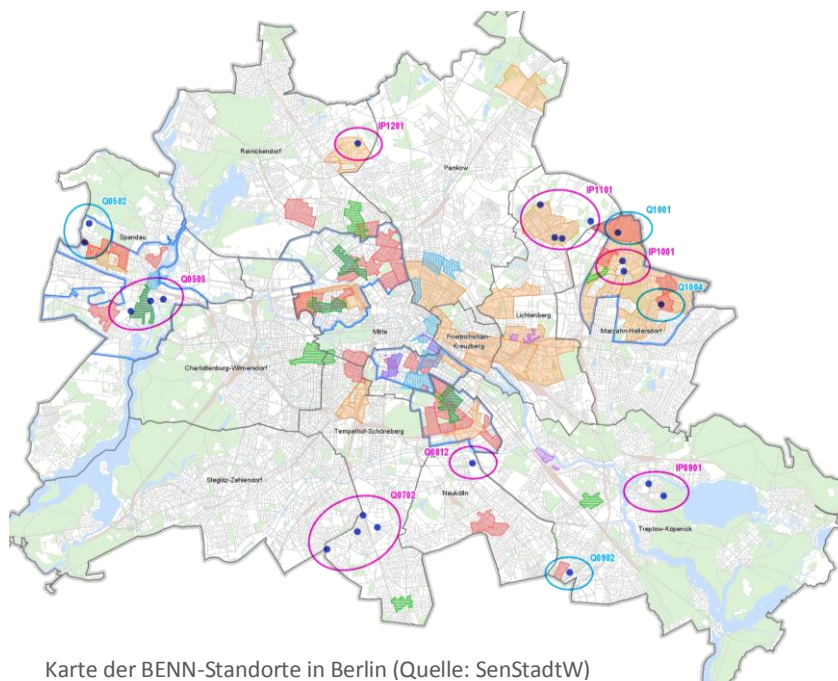 IP1201
Reinickendorf
Pankow
IP1101
Q0502
Q1001
Spandau
IP1001
Q0505
Q1004
Lichtenberg
Mitte
Marzahn-Hellersdorf
Friedrichshain-
Kreuzberg
Charlottenburg-Wilmersdorf
Tempelhof-Schöneberg
Q0812
IP0901
Steglitz-Zehlendorf
Neukölln
Q0702
Treptow-Köpenick
Q0902
Karte der BENN-Standorte in Berlin (Quelle: SenStadtW)